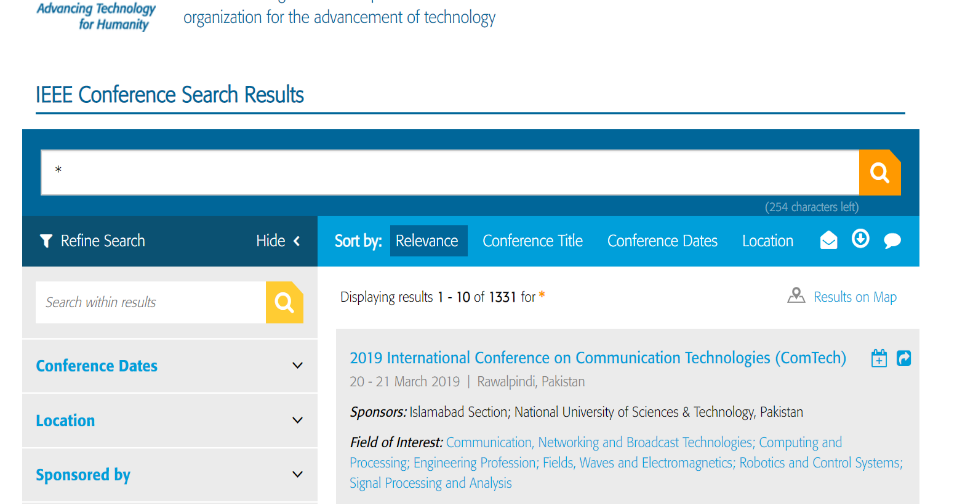 Advancing Technology
for Humanity
organization for the advancement of technology
IEEE Conference Search Results
*
(254 characters left)
Refine Search
Hide
Sort by: Relevance Conference Title Conference Dates Location
Search within results
Displaying results 1 - 10 of 1331 for *
Results on Map
Conference Dates
Location
Sponsored by
2019 International Conference on Communication Technologies (ComTech)
20 - 21 March 2019 | Rawalpindi, Pakistan
Sponsors: Islamabad Section; National University of Sciences & Technology, Pakistan
Field of Interest: Communication, Networking and Broadcast Technologies; Computing and
Processing; Engineering Profession; Fields, Waves and Electromagnetics; Robotics and Control Systems;
Signal Processing and Analysis